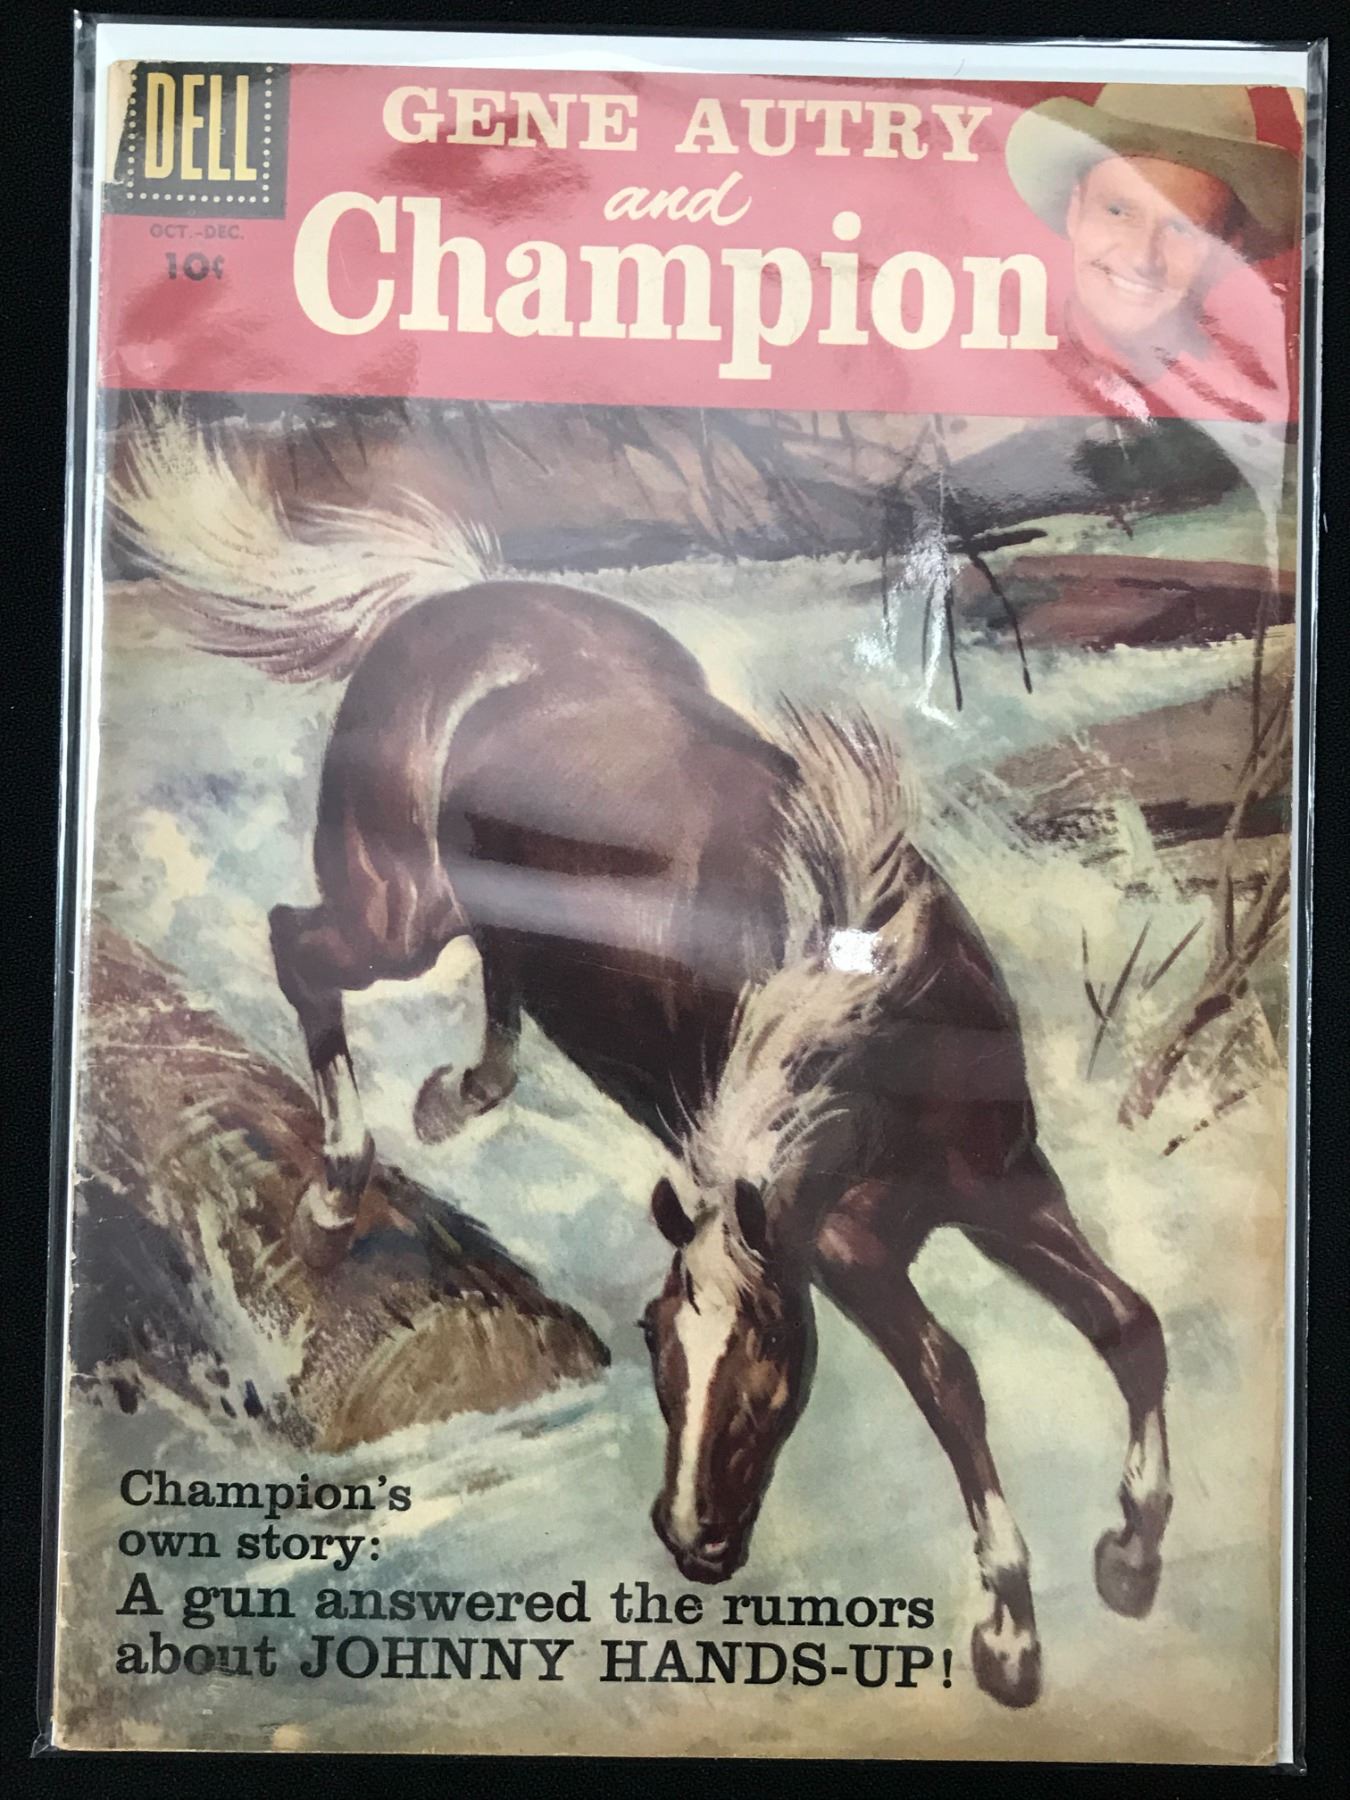 DELL
OCT.-DEC.
10¢
GENE AUTRY
and
Champion
Champion's
own story:
A gun answered the rumors
about JOHNNY HANDS-UP!